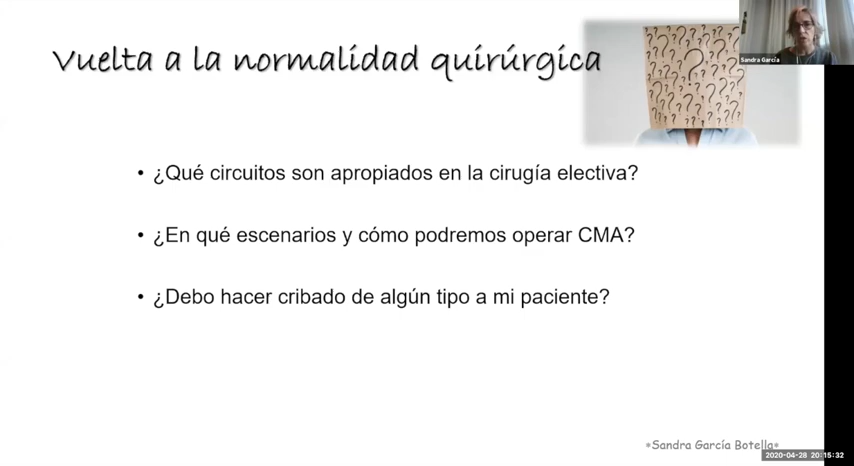 Vuelta a la normalidad quirúrgica
Sandra García
• ¿Qué circuitos son apropiados en la cirugía electiva?
• ¿En qué escenarios y cómo podremos operar CMA?
• ¿Debo hacer cribado de algún tipo a mi paciente?
*Sandra García Botella*
2020-04-28 20:15:32